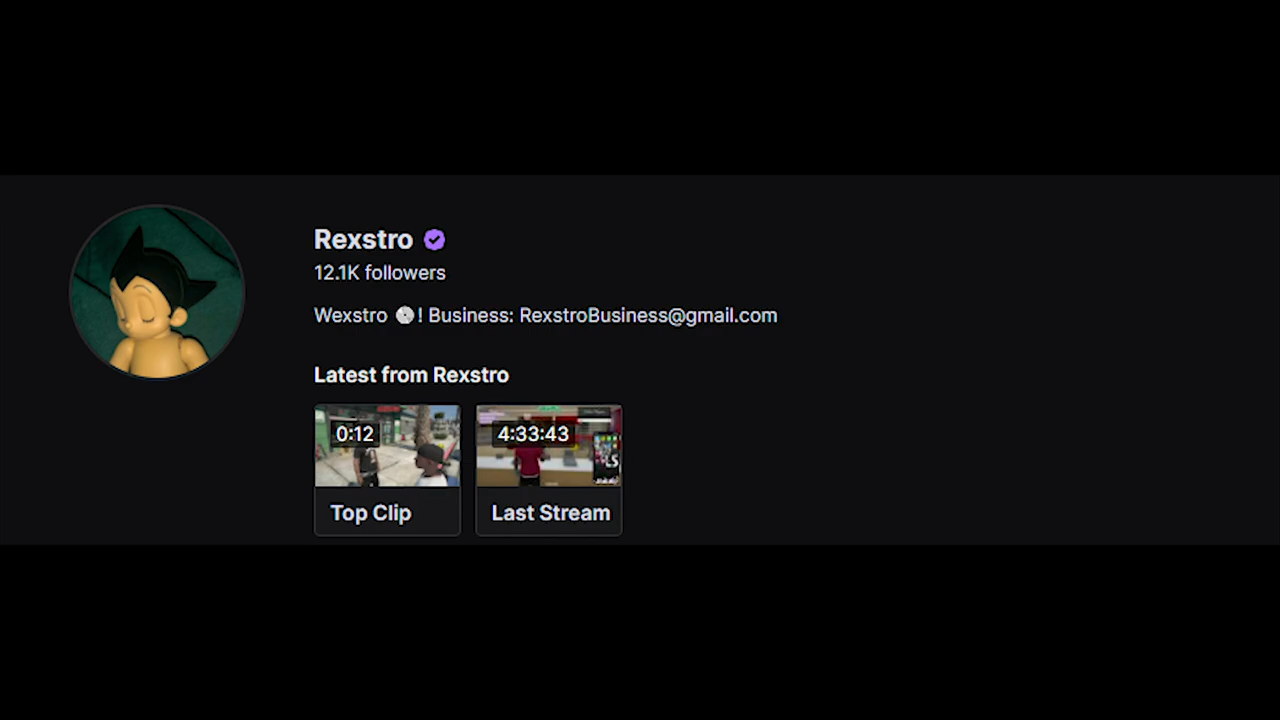 Rexstro
12.1K followers
Wexstro ! Business: RexstroBusiness@gmail.com
Latest from Rexstro
0:12
4:33:43
LS
Top Clip
Last Stream